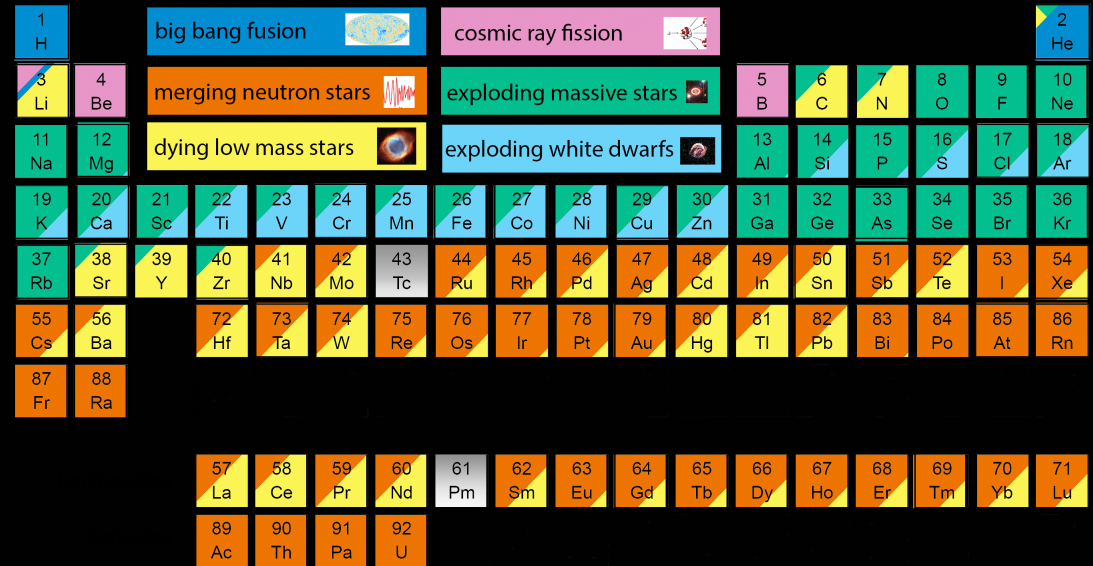 1 2
H big bang fusion cosmic ray fission He
3 4 5 6 7 8 9 10
Li Be merging neutron stars exploding massive stars B C N O F Ne
11 12 13 14 15 16 17 18
Na Mg dying low mass stars exploding white dwarfs Al Si P S Cl Ar
19 20 21 22 23 24 25 26 27 28 29 30 31 32 33 34 35 36
K Ca Sc Ti V Cr Mn Fe Co Ni Cu Zn Ga Ge As Se Br Kr
37 38 39 40 41 42 43 44 45 46 47 48 49 50 51 52 53 54
Rb Sr Y Zr Nb Mo Tc Ru Rh Pd Ag Cd In Sn Sb Te I Xe
55 56 72 73 74 75 76 77 78 79 80 81 82 83 84 85 86
Cs Ba Hf Ta W Re Os Ir Pt Au Hg Tl Pb Bi Po At Rn
87 88
Fr Ra
57 58 59 60 61 62 63 64 65 66 67 68 69 70 71
La Ce Pr Nd Pm Sm Eu Gd Tb Dy Ho Er Tm Yb Lu
89 90 91 92
Ac Th Pa U